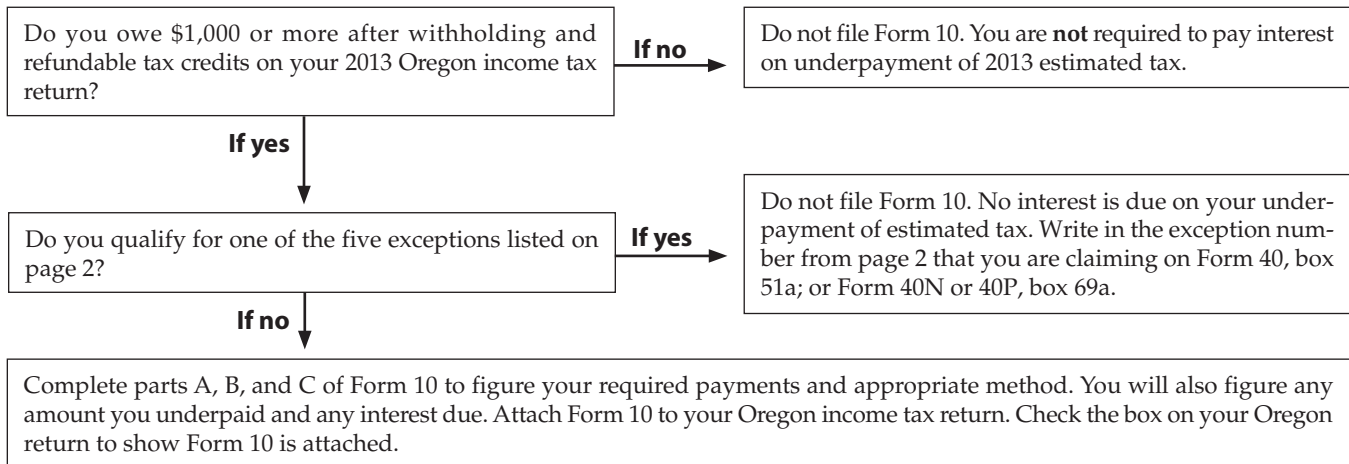 Do you owe $1,000 or more after withholding and
refundable tax credits on your 2013 Oregon income tax
return?
If no
Do not file Form 10. You are not required to pay interest
on underpayment of 2013 estimated tax.
If yes
Do you qualify for one of the five exceptions listed on
page 2?
If yes
Do not file Form 10. No interest is due on your under-
payment of estimated tax. Write in the exception num-
ber from page 2 that you are claiming on Form 40, box
51a; or Form 40N or 40P, box 69a.
If no
Complete parts A, B, and C of Form 10 to figure your required payments and appropriate method. You will also figure any
amount you underpaid and any interest due. Attach Form 10 to your Oregon income tax return. Check the box on your Oregon
return to show Form 10 is attached.